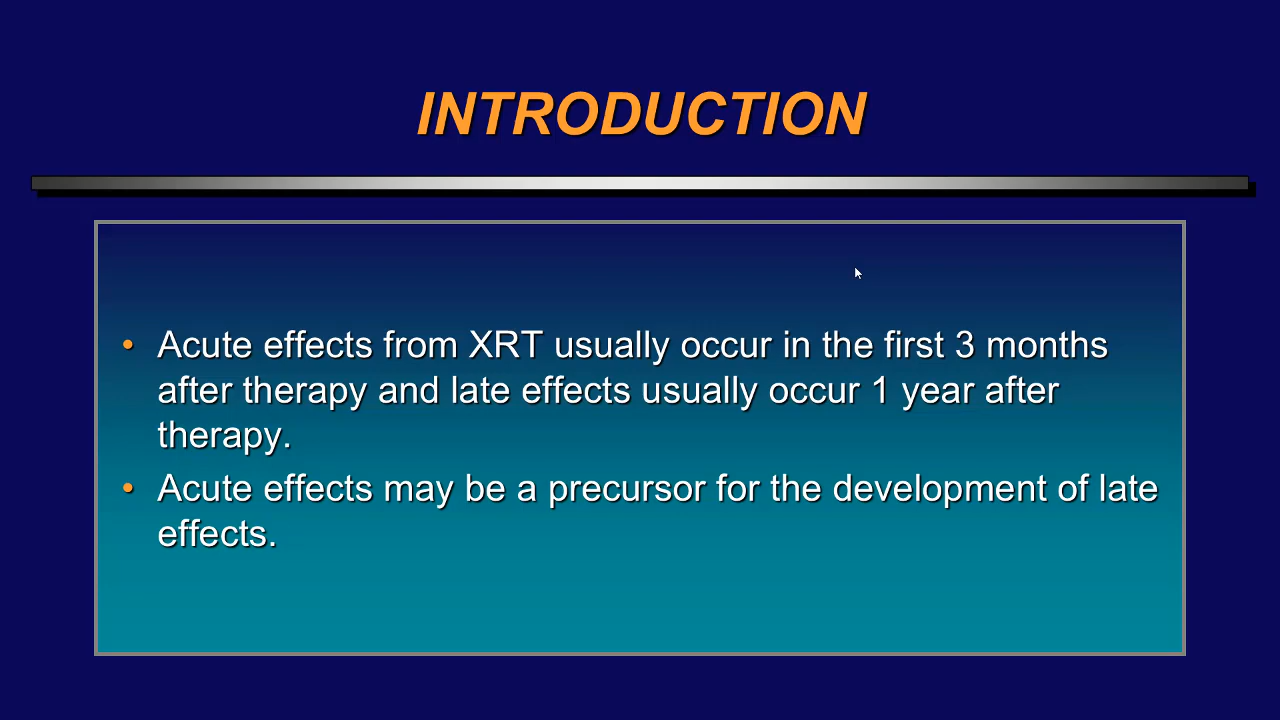 INTRODUCTION
• Acute effects from XRT usually occur in the first 3 months
after therapy and late effects usually occur 1 year after
therapy.
• Acute effects may be a precursor for the development of late
effects.